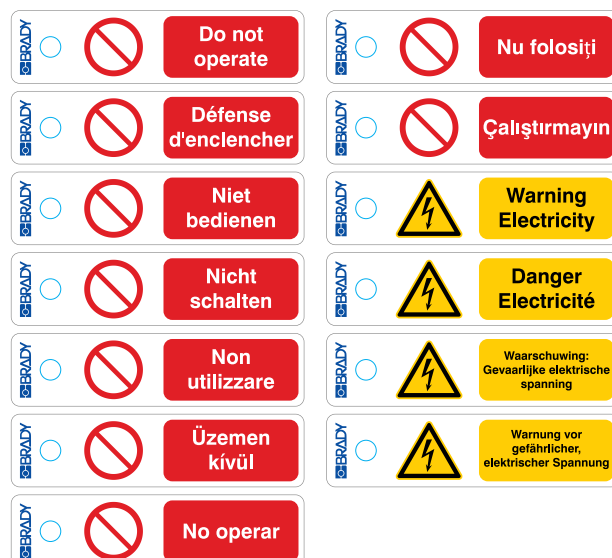 BRADY
Do not
operate
BRADY
Défense
d'enclencher
BRADY
Niet
bedienen
BRADY
Nicht
schalten
BRADY
Non
utilizzare
BRADY
Üzemen
kívül
BRADY
No operar
BRADY
Nu folosiți
BRADY
Çalıştırmayın
BRADY
Warning
Electricity
BRADY
Danger
Electricité
BRADY
Waarschuwing:
Gevaarlijke elektrische
spanning
BRADY
Warnung vor
gefährlicher,
elektrischer Spannung